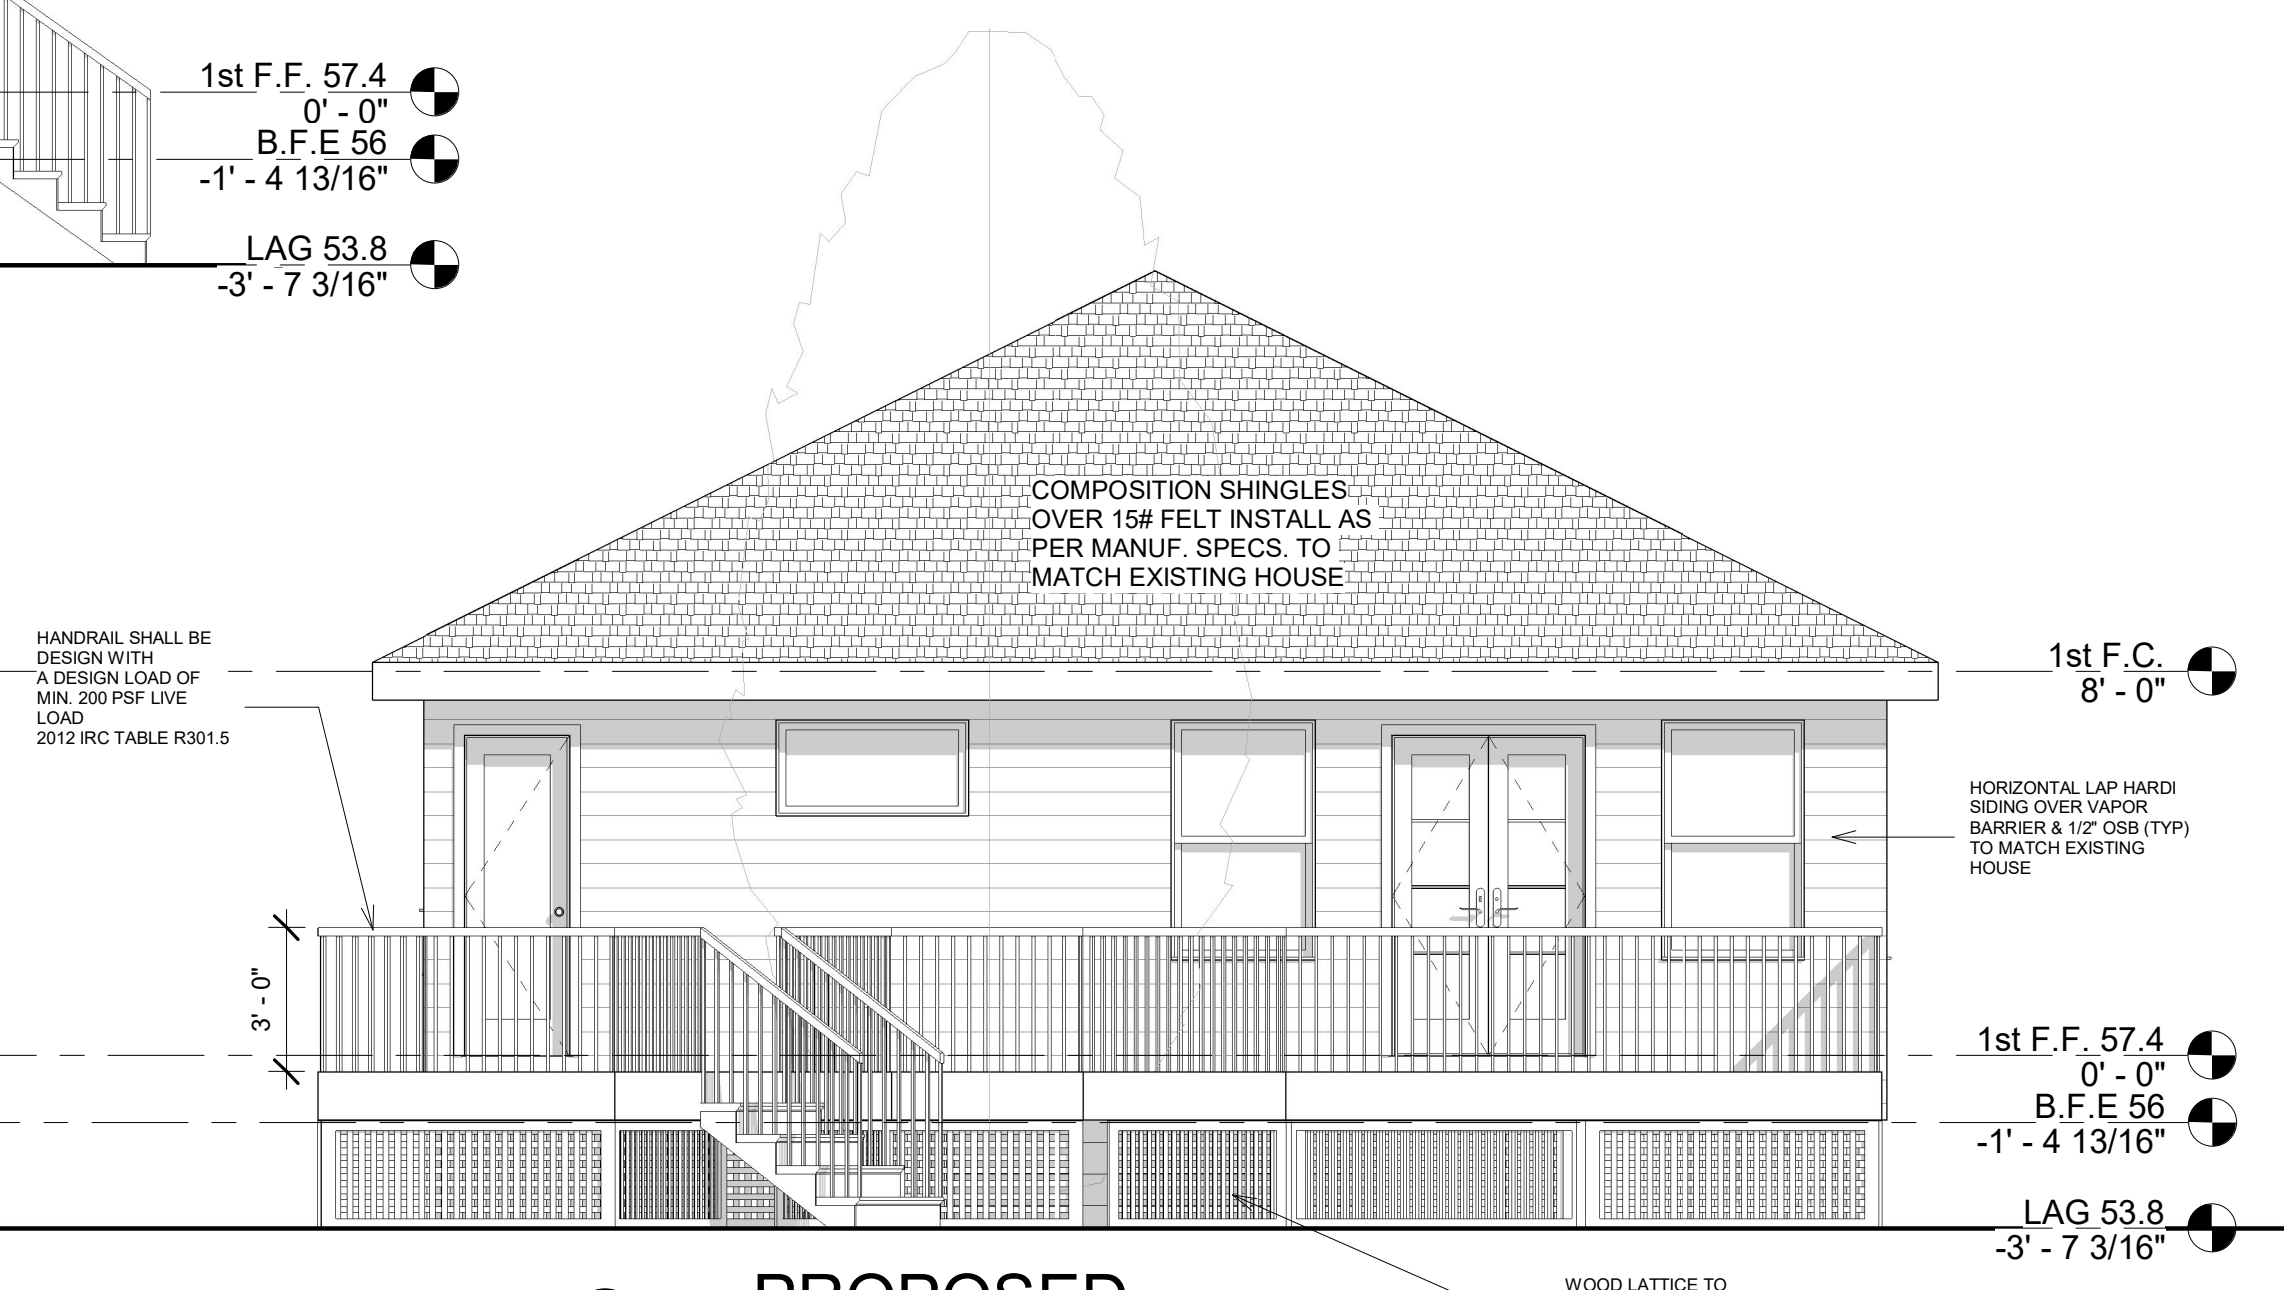 1st F.F. 57.4
0' - 0"
B.F.E 56
-1' - 4 13/16"
LAG 53.8
-3' - 7 3/16"
COMPOSITION SHINGLES
OVER 15# FELT INSTALL AS
PER MANUF. SPECS. TO
MATCH EXISTING HOUSE
HANDRAIL SHALL BE
DESIGN WITH
A DESIGN LOAD OF
MIN. 200 PSF LIVE
LOAD
2012 IRC TABLE R301.5
1st F.C.
8' - 0"
HORIZONTAL LAP HARDI
SIDING OVER VAPOR
BARRIER & 1/2" OSB (TYP)
TO MATCH EXISTING
HOUSE
3' - 0"
1st F.F. 57.4
0' - 0"
B.F.E 56
-1' - 4 13/16"
LAG 53.8
-3' - 7 3/16"
PROPOSED
WOOD LATTICE TO